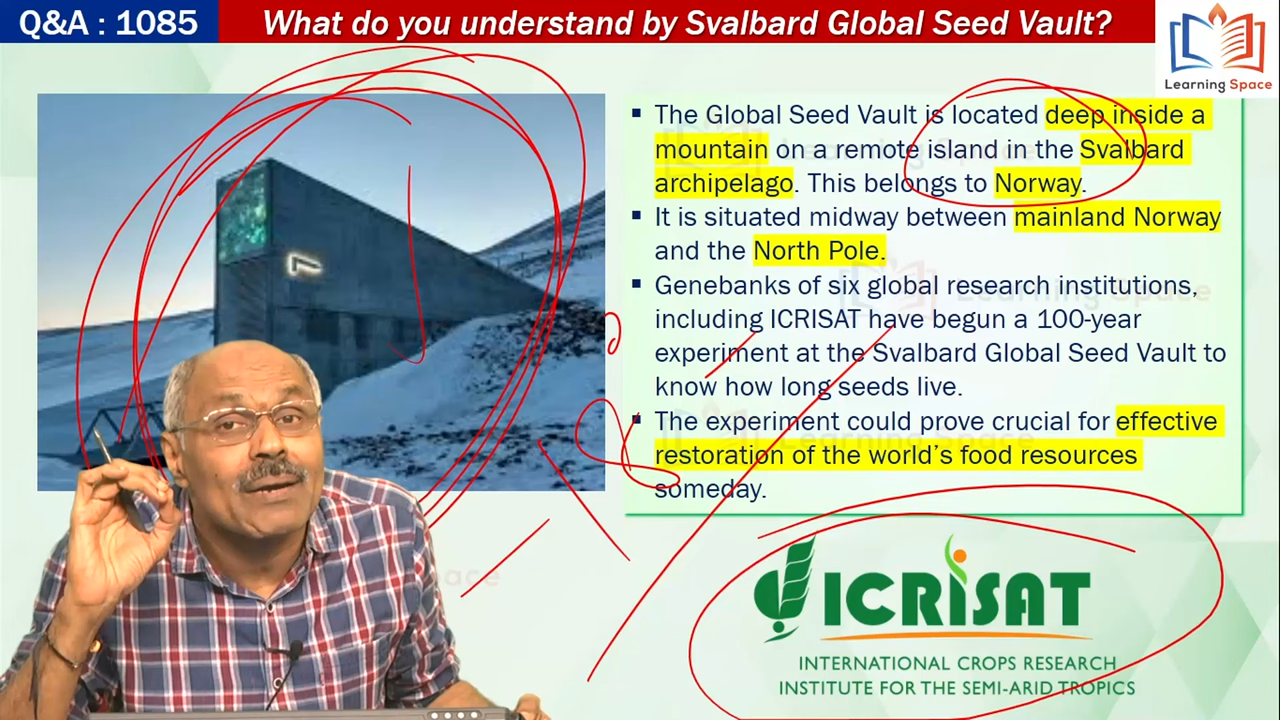 Q&A : 1085
What do you understand by Svalbard Global Seed Vault?
Learning Space
▪ The Global Seed Vault is located deep inside a
mountain on a remote island in the Svalbard
archipelago. This belongs to Norway.
▪ It is situated midway between mainland Norway
and the North Pole.
▪ Genebanks of six global research institutions,
including ICRISAT have begun a 100-year
experiment at the Svalbard Global Seed Vault to
know how long seeds live.
▪ The experiment could prove crucial for effective
restoration of the world's food resources
someday.
ICRISAT
INTERNATIONAL CROPS RESEARCH
INSTITUTE FOR THE SEMI-ARID TROPICS